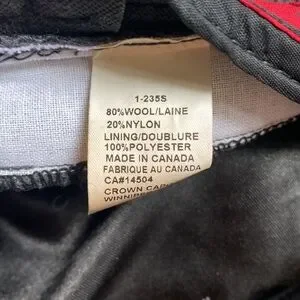 1-235S
80%WOOL/LAINE
20%NYLON
LINING/DOUBLURE
100%POLYESTER
MADE IN CANADA
FABRIQUE AU CANADA
CA#14504
CROWN